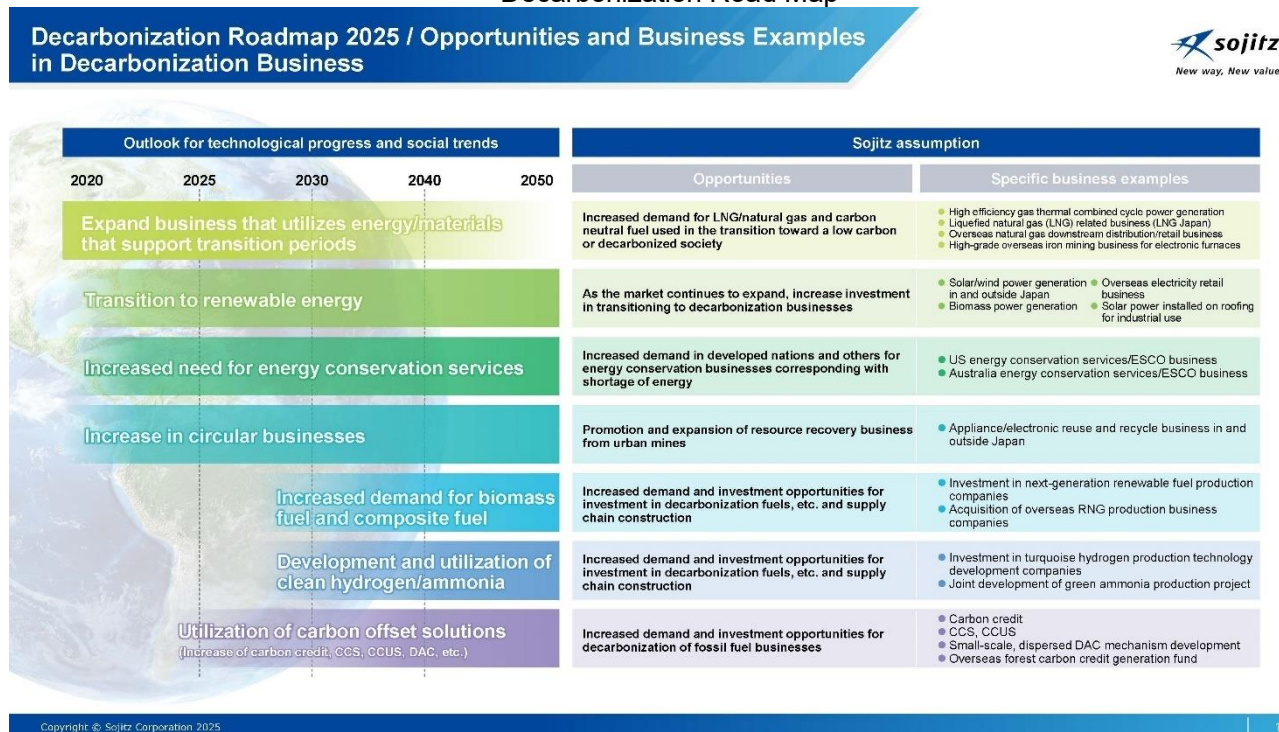 Decarbonization Road Map
Decarbonization Roadmap 2025 / Opportunities and Business Examples
in Decarbonization Business
sojitz
New way, New value
Outlook for technological progress and social trends
Sojitz assumption
2020 2025 2030 2040 2050
Opportunities
Specific business examples
Expand business that utilizes energy/materials
that support transition periods
Increased demand for LNG/natural gas and carbon
neutral fuel used in the transition toward a low carbon
or decarbonized society
● High efficiency gas thermal combined cycle power generation
● Liquefied natural gas (LNG) related business (LNG Japan)
● Overseas natural gas downstream distribution/retail business
● High-grade overseas iron mining business for electronic furnaces
Transition to renewable energy
As the market continues to expand, increase investment
in transitioning to decarbonization businesses
● Solar/wind power generation
in and outside Japan
● Biomass power generation
● Overseas electricity retail
business
● Solar power installed on roofing
for industrial use
Increased need for energy conservation services
Increased demand in developed nations and others for
energy conservation businesses corresponding with
shortage of energy
● US energy conservation services/ESCO business
● Australia energy conservation services/ESCO business
Increase in circular businesses
Promotion and expansion of resource recovery business
from urban mines
● Appliance/electronic reuse and recycle business in and
outside Japan
Increased demand for biomass
fuel and composite fuel
Increased demand and investment opportunities for
investment in decarbonization fuels, etc. and supply
chain construction
● Investment in next-generation renewable fuel production
companies
● Acquisition of overseas RNG production business
companies
Development and utilization of
clean hydrogen/ammonia
Increased demand and investment opportunities for
investment in decarbonization fuels, etc. and supply
chain construction
● Investment in turquoise hydrogen production technology
development companies
● Joint development of green ammonia production project
Utilization of carbon offset solutions
(Increase of carbon credit, CCS, CCUS, DAC, etc.)
Increased demand and investment opportunities for
decarbonization of fossil fuel businesses
● Carbon credit
● CCS, CCUS
● Small-scale, dispersed DAC mechanism development
● Overseas forest carbon credit generation fund
Copyright © Sojitz Corporation 2025